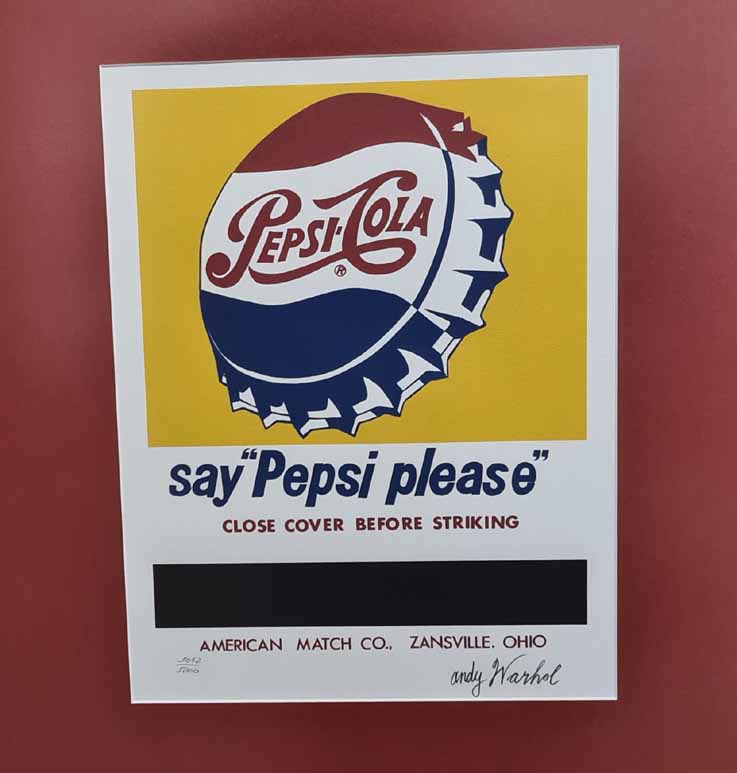 PEPSI-COLA
®
say "Pepsi please"
CLOSE COVER BEFORE STRIKING
AMERICAN MATCH CO., ZANSVILLE. OHIO
andy Warhol